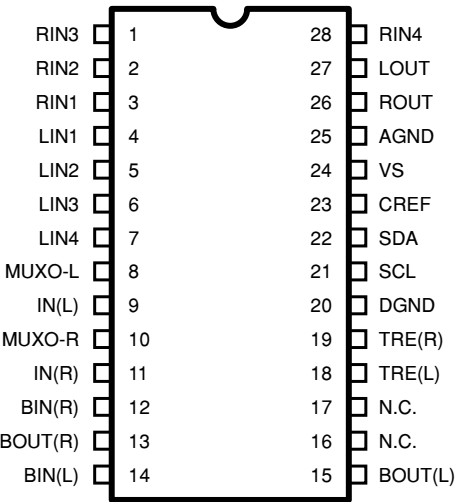 RIN3 1 28 RIN4
RIN2 2 27 LOUT
RIN1 3 26 ROUT
LIN1 4 25 AGND
LIN2 5 24 VS
LIN3 6 23 CREF
LIN4 7 22 SDA
MUXO-L 8 21 SCL
IN(L) 9 20 DGND
MUXO-R 10 19 TRE(R)
IN(R) 11 18 TRE(L)
BIN(R) 12 17 N.C.
BOUT(R) 13 16 N.C.
BIN(L) 14 15 BOUT(L)